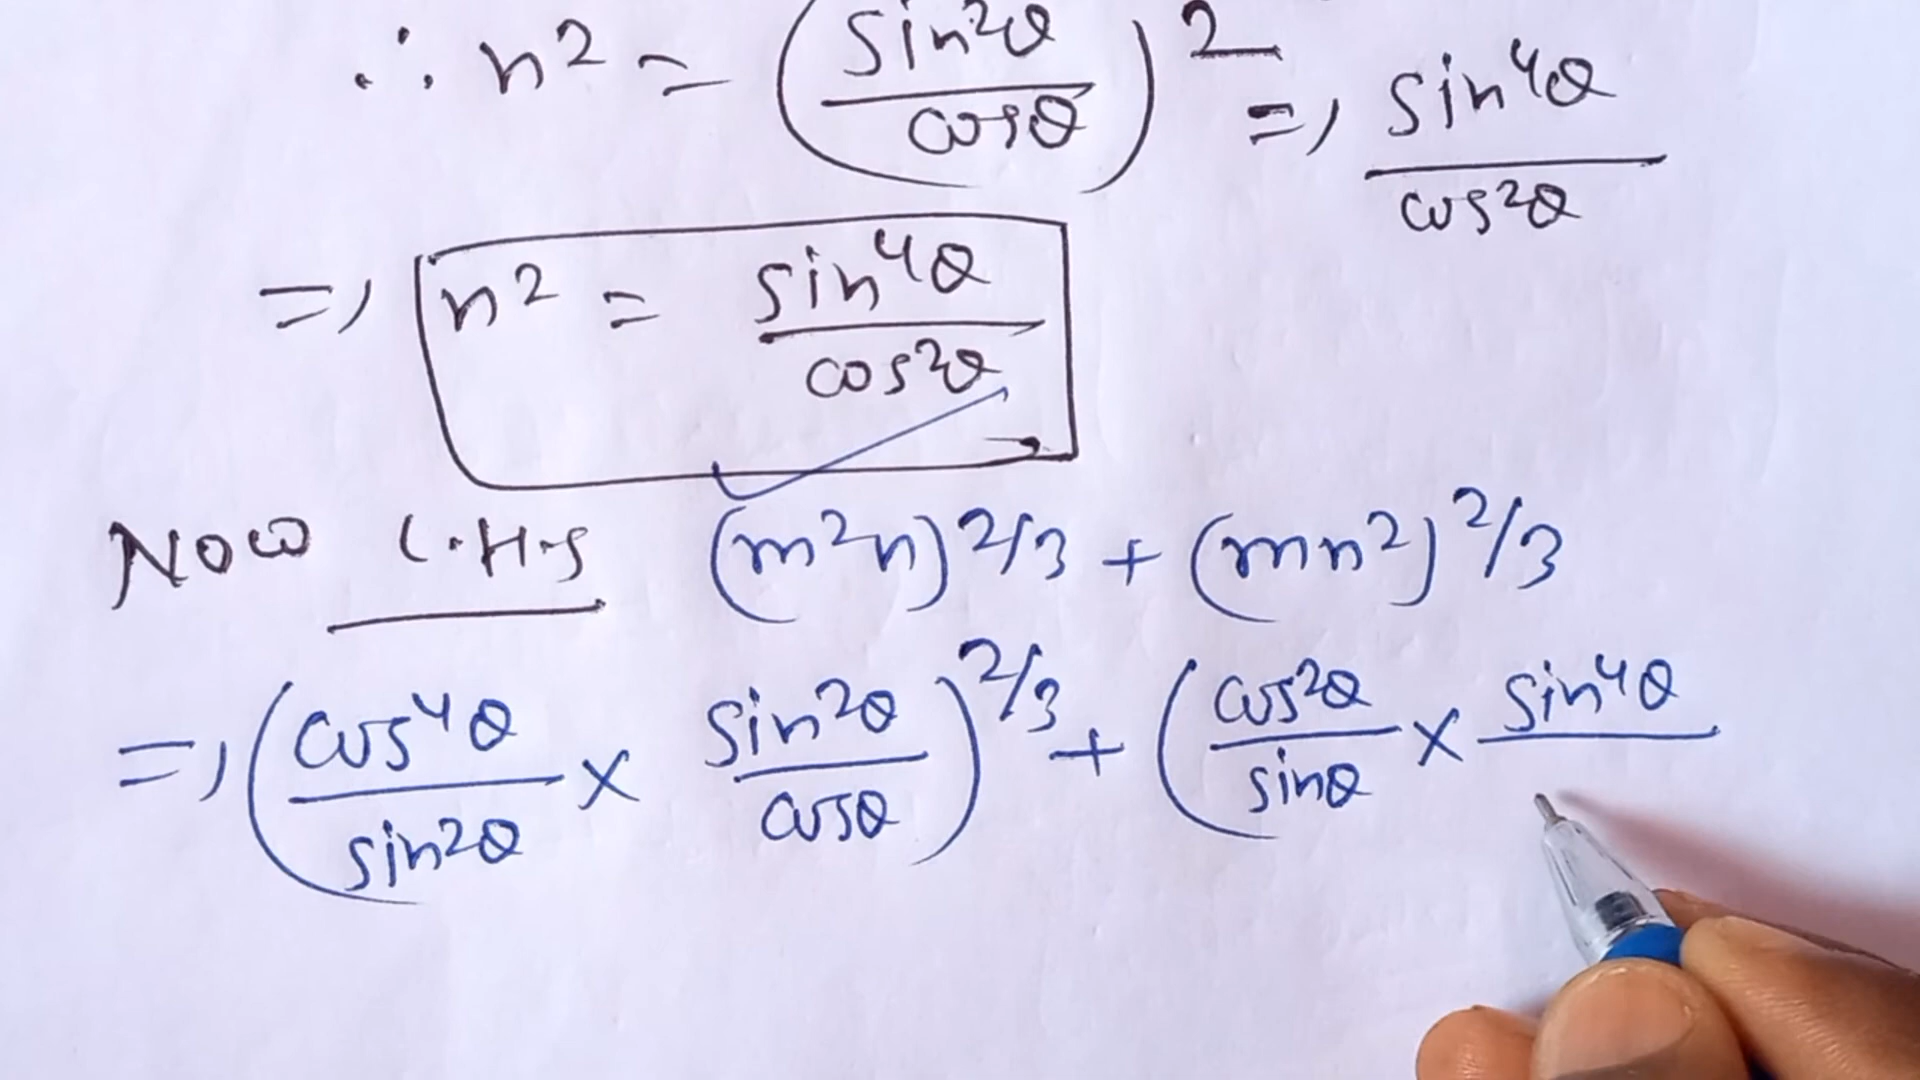 ∴ n² = (sin²θ/cosθ)² ⇒ sin⁴θ/cos²θ
⇒ n² = sin⁴θ/cos²θ
Now L.H.S (m²n)^2/3 + (mn²)^2/3
⇒ (cos⁴θ/sin²θ × sin²θ/cosθ)^2/3 + (cos²θ/sinθ × sin⁴θ/